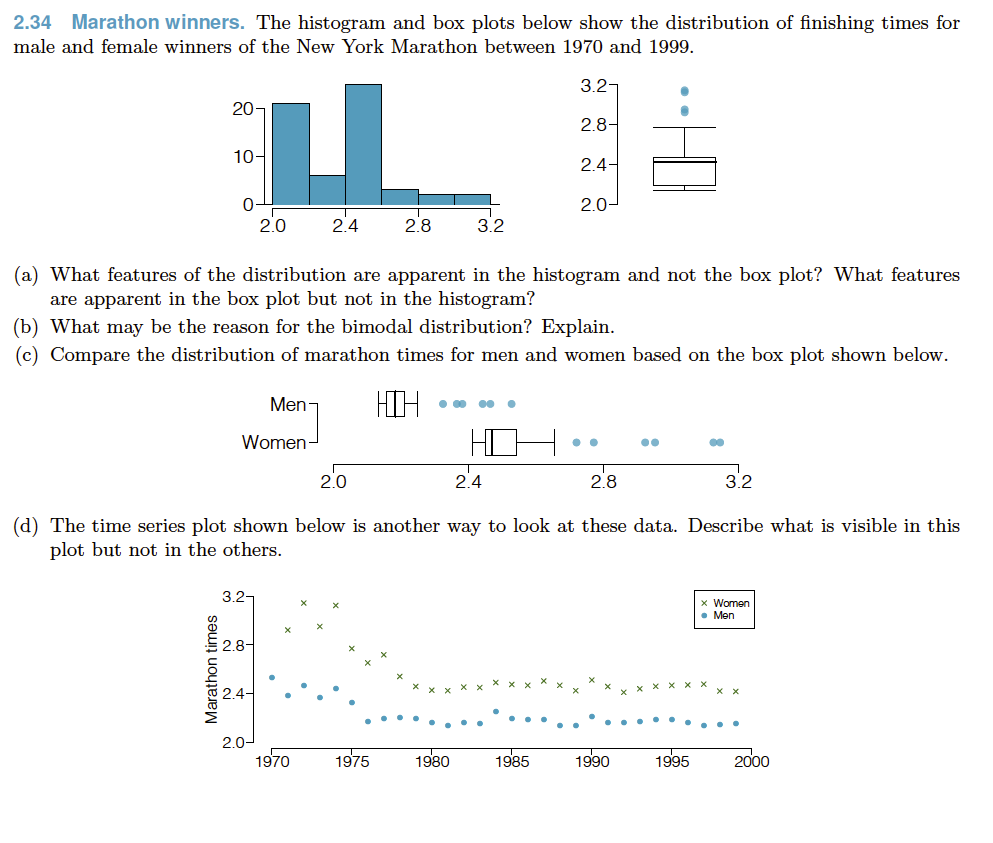 2.34 Marathon winners. The histogram and box plots below show the distribution of finishing times for
male and female winners of the New York Marathon between 1970 and 1999.
20
10
0
2.0 2.4 2.8 3.2
3.2
2.8
2.4
2.0
(a) What features of the distribution are apparent in the histogram and not the box plot? What features
are apparent in the box plot but not in the histogram?
(b) What may be the reason for the bimodal distribution? Explain.
(c) Compare the distribution of marathon times for men and women based on the box plot shown below.
Men
Women
2.0 2.4 2.8 3.2
(d) The time series plot shown below is another way to look at these data. Describe what is visible in this
plot but not in the others.
Marathon times
3.2
2.8
2.4
2.0
1970 1975 1980 1985 1990 1995 2000
Women
Men